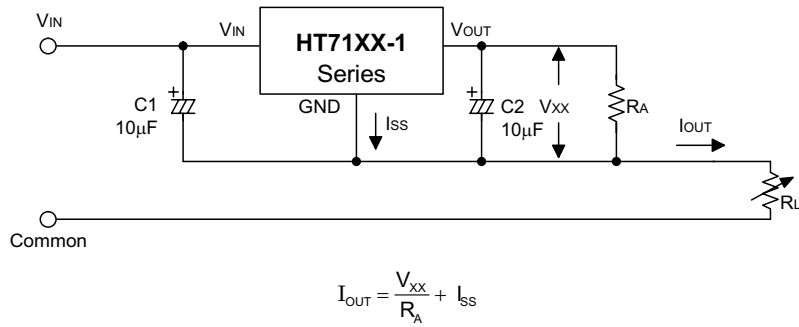 VIN
VIN
HT71XX-1
Series
GND
VOUT
C1
10μF
ISS
C2
10μF
VXX
RA
IOUT
RL
Common
IOUT = VXX / RA + ISS